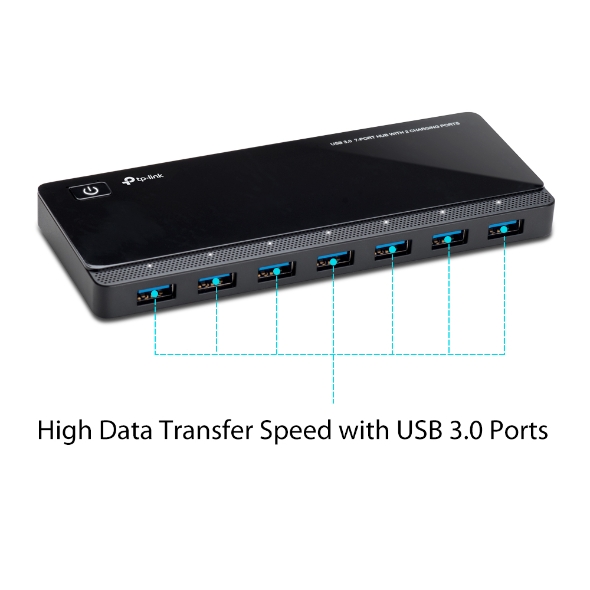 USB 3.0 7-PORT HUB WITH 2 CHARGING PORTS
tp-link
High Data Transfer Speed with USB 3.0 Ports